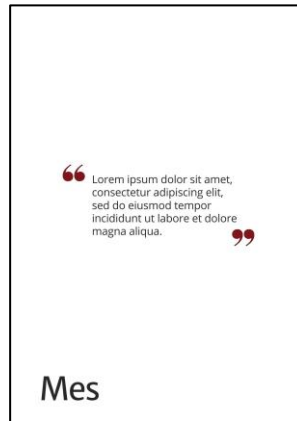 ❝ Lorem ipsum dolor sit amet,
consectetur adipiscing elit,
sed do eiusmod tempor
incididunt ut labore et dolore
magna aliqua. ❞
Mes